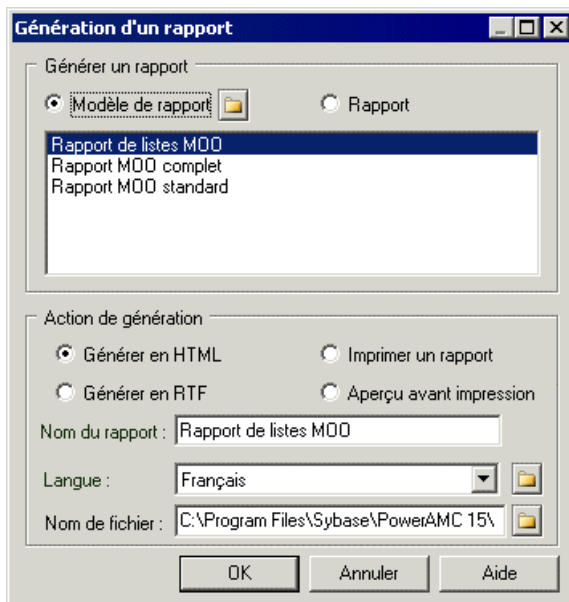 Génération d'un rapport
Générer un rapport
Modèle de rapport Rapport
Rapport de listes MOO
Rapport MOO complet
Rapport MOO standard
Action de génération
Générer en HTML Imprimer un rapport
Générer en RTF Aperçu avant impression
Nom du rapport : Rapport de listes MOO
Langue : Français
Nom de fichier : C:\Program Files\Sybase\PowerAMC 15\
OK Annuler Aide